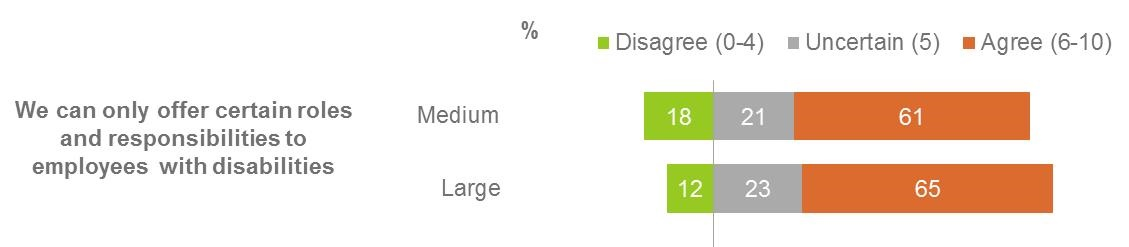 %
Disagree (0-4) Uncertain (5) Agree (6-10)
We can only offer certain roles
and responsibilities to
employees with disabilities
Medium
18 21 61
Large
12 23 65